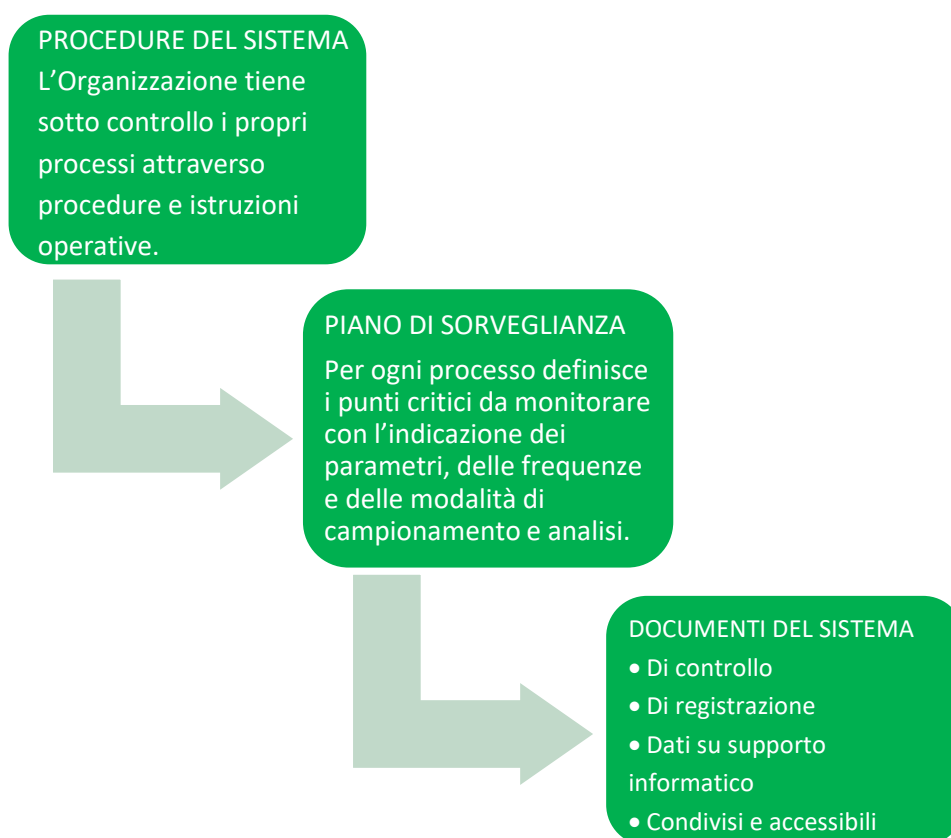 PROCEDURE DEL SISTEMA
L’Organizzazione tiene
sotto controllo i propri
processi attraverso
procedure e istruzioni
operative.
PIANO DI SORVEGLIANZA
Per ogni processo definisce
i punti critici da monitorare
con l’indicazione dei
parametri, delle frequenze
e delle modalità di
campionamento e analisi.
DOCUMENTI DEL SISTEMA
• Di controllo
• Di registrazione
• Dati su supporto
informatico
• Condivisi e accessibili